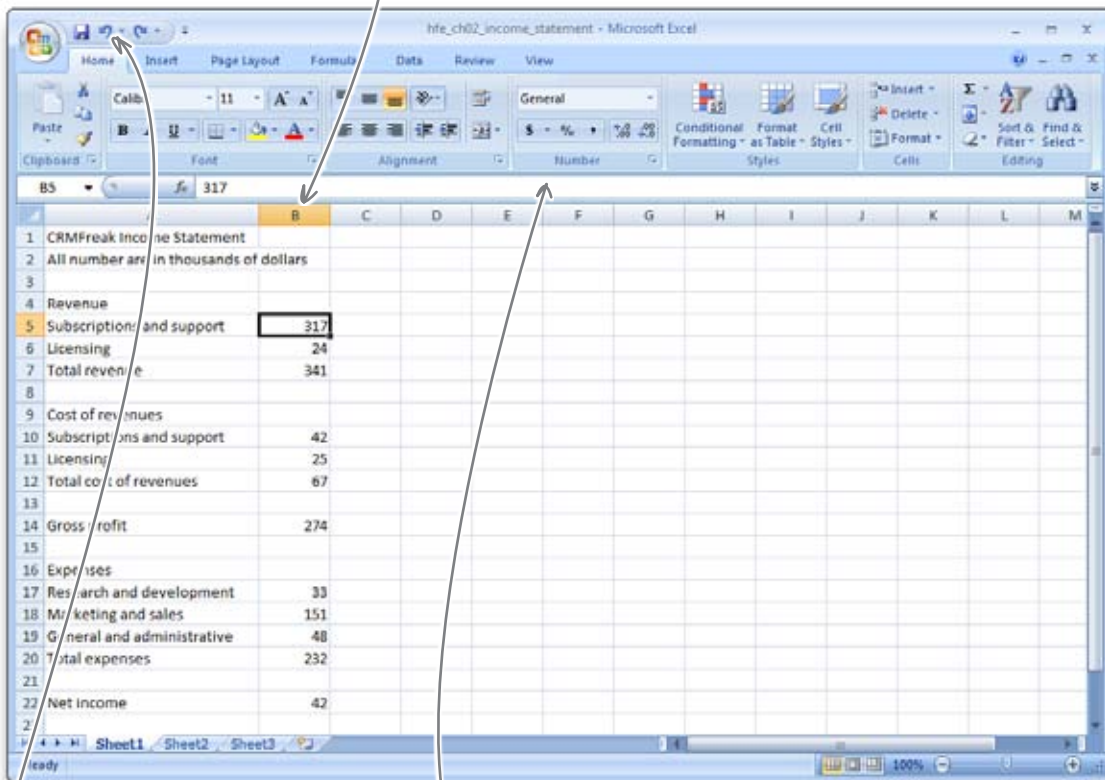 hfe_ch02_income_statement - Microsoft Excel
Home Insert Page Layout Formulas Data Review View
Calib 11 A A General Insert
Paste B U A $ % , Conditional Formatting Format as Table Cell Styles Delete Format Sort & Filter Find & Select
Clipboard Font Alignment Number Styles Cells Editing
B5 fx 317
B C D E F G H I J K L M
1 CRMFreak Income Statement
2 All number are in thousands of dollars
3
4 Revenue
5 Subscriptions and support 317
6 Licensing 24
7 Total revenue 341
8
9 Cost of revenues
10 Subscriptions and support 42
11 Licensing 25
12 Total cost of revenues 67
13
14 Gross profit 274
15
16 Expenses
17 Research and development 33
18 Marketing and sales 151
19 General and administrative 48
20 Total expenses 232
21
22 Net income 42
Sheet1 Sheet2 Sheet3
Ready 100%